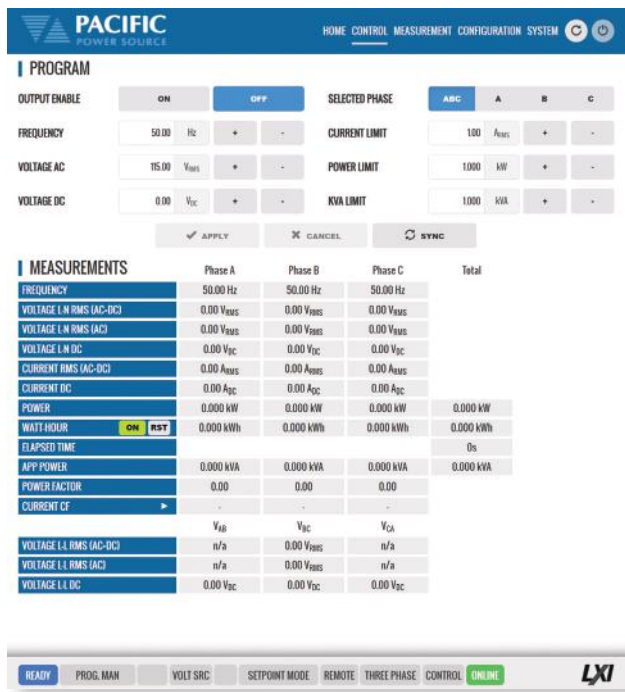 PACIFIC
POWER SOURCE
HOME CONTROL MEASUREMENT CONFIGURATION SYSTEM
PROGRAM
OUTPUT ENABLE ON OFF SELECTED PHASE ABC A B C
FREQUENCY 50.00 Hz + - CURRENT LIMIT 1.00 ARMS + -
VOLTAGE AC 115.00 VRMS + - POWER LIMIT 1.000 kW + -
VOLTAGE DC 0.00 VDC + - KVA LIMIT 1.000 kVA + -
APPLY CANCEL SYNC
MEASUREMENTS Phase A Phase B Phase C Total
FREQUENCY 50.00 Hz 50.00 Hz 50.00 Hz
VOLTAGE L-N RMS (AC-DC) 0.00 VRMS 0.00 VRMS 0.00 VRMS
VOLTAGE L-N RMS (AC) 0.00 VRMS 0.00 VRMS 0.00 VRMS
VOLTAGE L-N DC 0.00 VDC 0.00 VDC 0.00 VDC
CURRENT RMS (AC-DC) 0.00 ARMS 0.00 ARMS 0.00 ARMS
CURRENT DC 0.00 ADC 0.00 ADC 0.00 ADC
POWER 0.000 kW 0.000 kW 0.000 kW 0.000 kW
WATT-HOUR ON RST 0.000 kWh 0.000 kWh 0.000 kWh 0.000 kWh
ELAPSED TIME 0s
APP POWER 0.000 kVA 0.000 kVA 0.000 kVA 0.000 kVA
POWER FACTOR 0.00 0.00 0.00
CURRENT CF - - -
VAB VBC VCA
VOLTAGE L-L RMS (AC-DC) n/a 0.00 VRMS n/a
VOLTAGE L-L RMS (AC) n/a 0.00 VRMS n/a
VOLTAGE L-L DC 0.00 VDC 0.00 VDC 0.00 VDC
READY PROG. MAN VOLT SRC SETPOINT MODE REMOTE THREE PHASE CONTROL ONLINE LXI